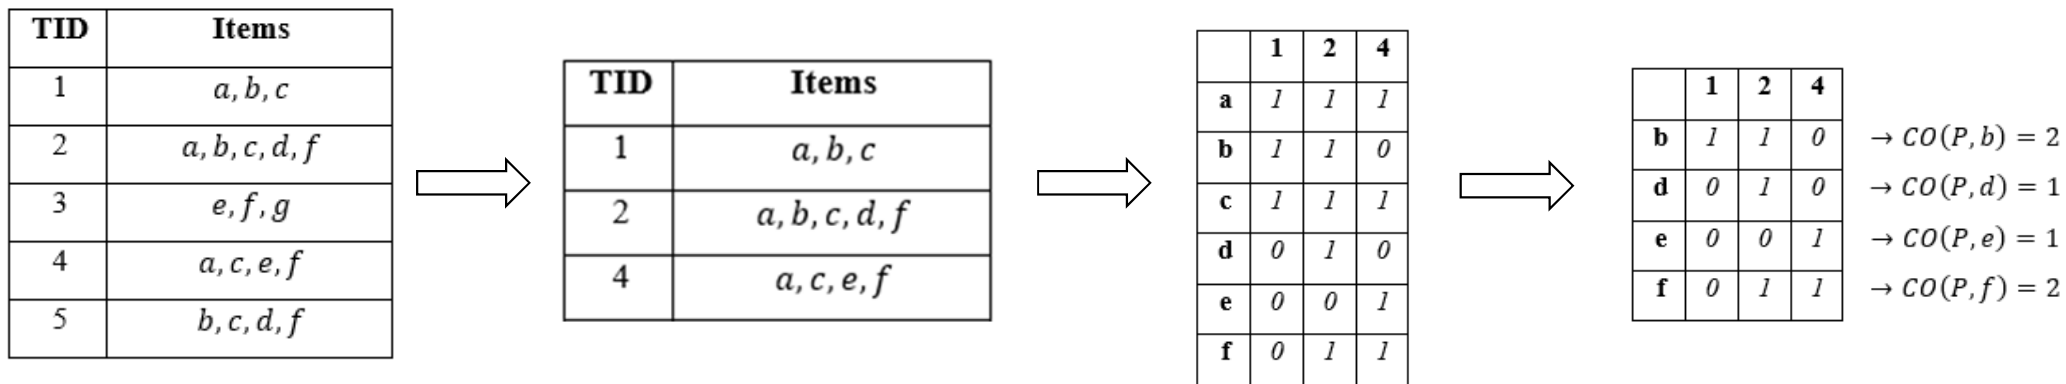 TID Items
1 a, b, c
2 a, b, c, d, f
3 e, f, g
4 a, c, e, f
5 b, c, d, f
TID Items
1 a, b, c
2 a, b, c, d, f
4 a, c, e, f
1 2 4
a 1 1 1
b 1 1 0
c 1 1 1
d 0 1 0
e 0 0 1
f 0 1 1
1 2 4
b 1 1 0 → CO(P, b) = 2
d 0 1 0 → CO(P, d) = 1
e 0 0 1 → CO(P, e) = 1
f 0 1 1 → CO(P, f) = 2